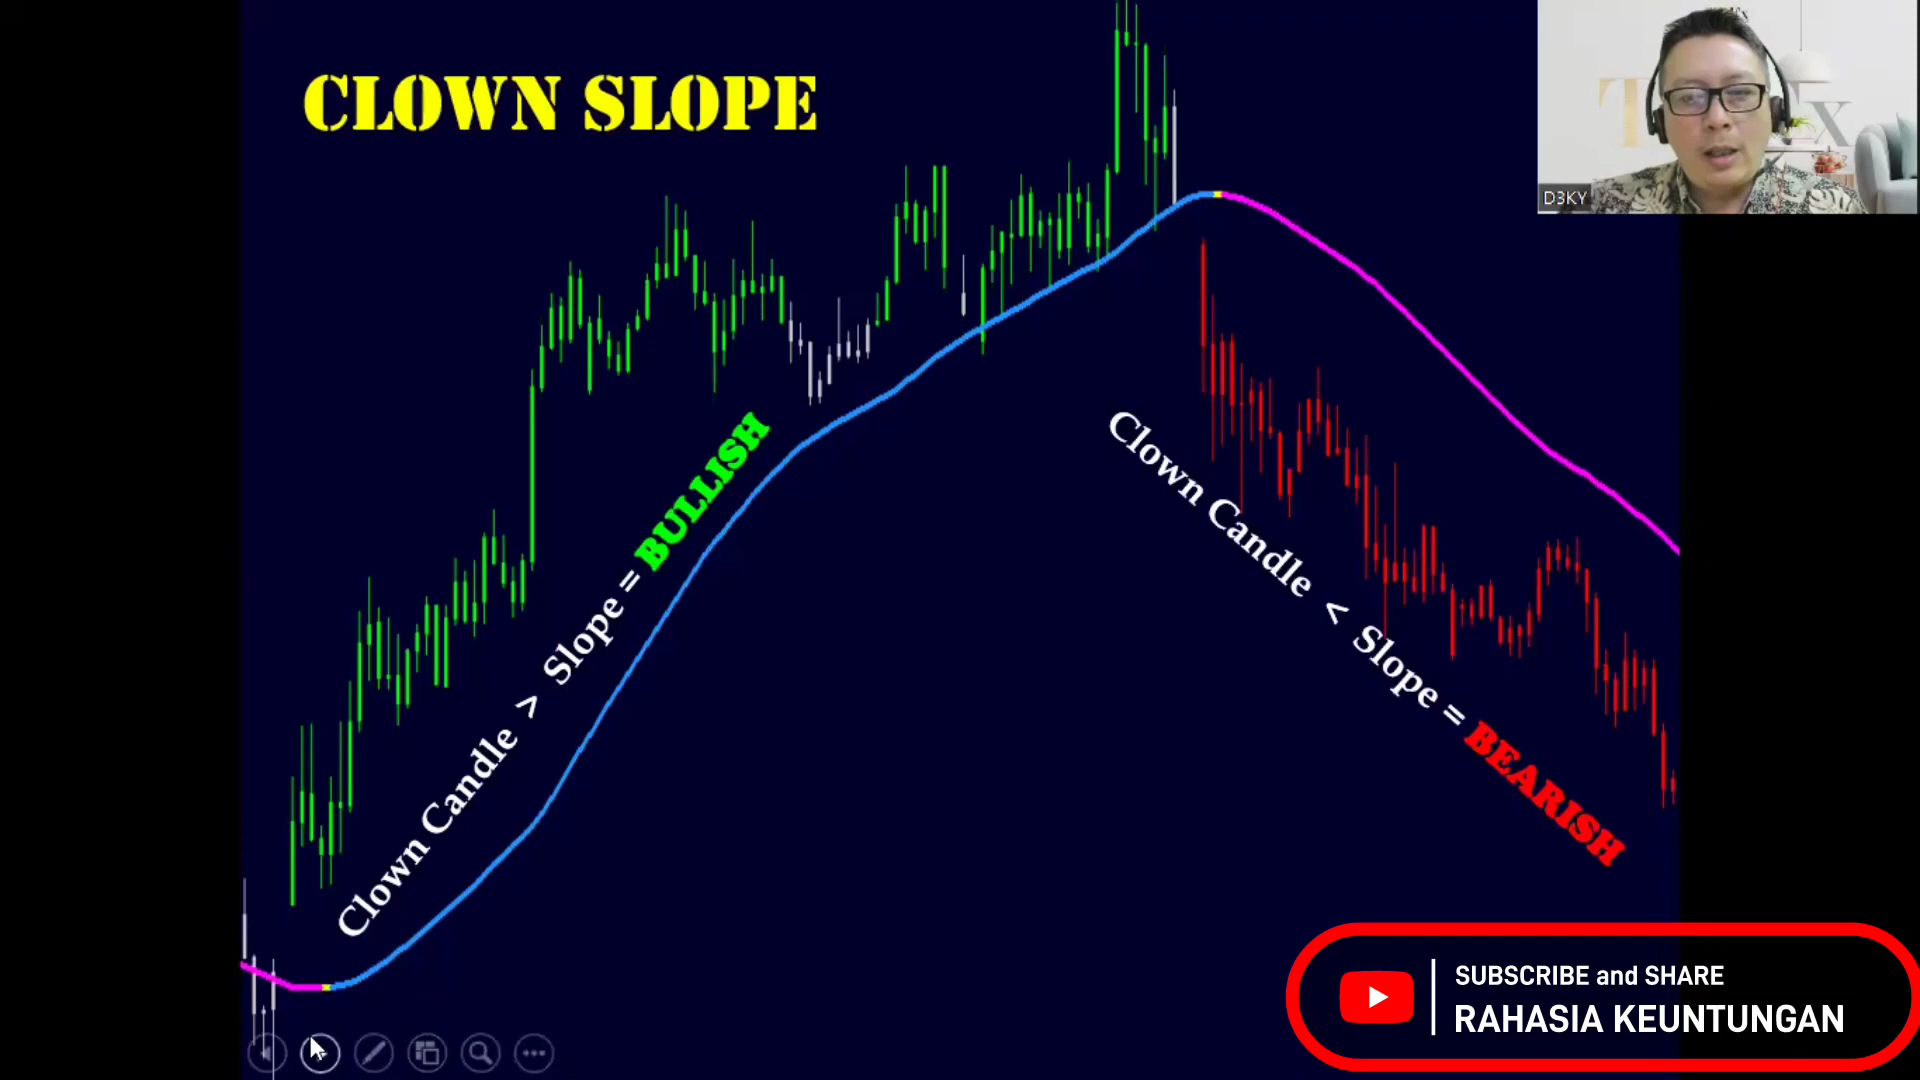 CLOWN SLOPE
Clown Candle > Slope = BULLISH
Clown Candle < Slope = BEARISH
D3KY
SUBSCRIBE and SHARE
RAHASIA KEUNTUNGAN